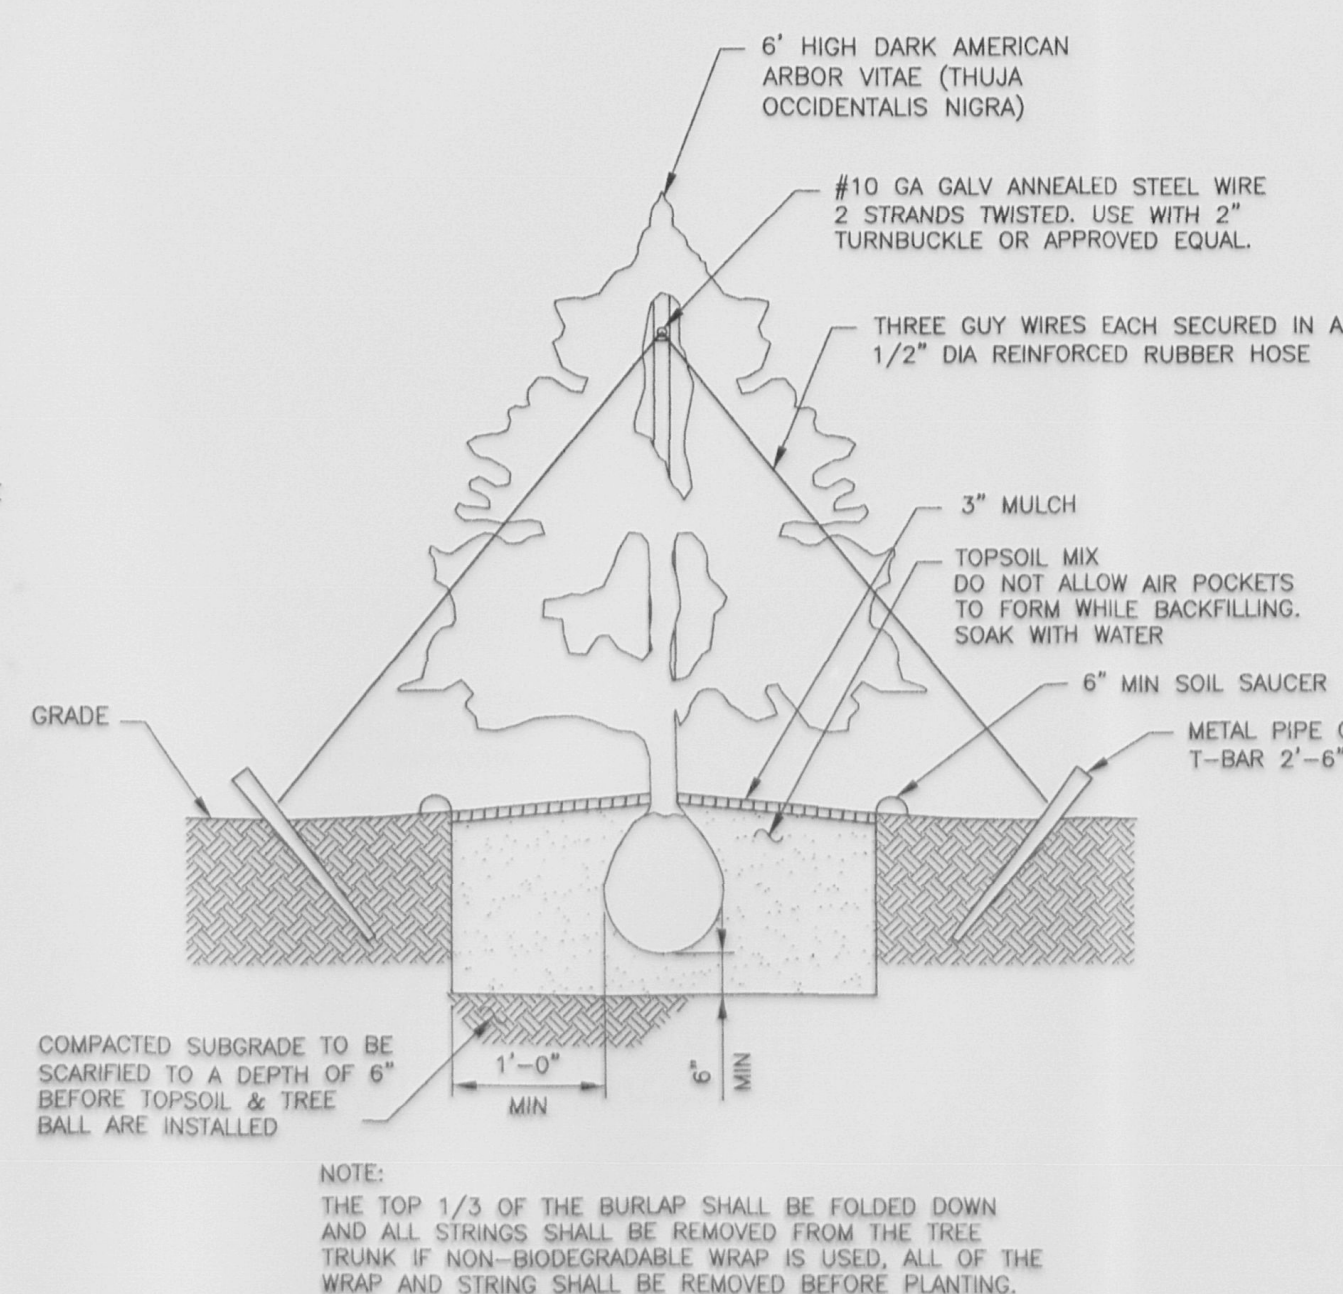 6' HIGH DARK AMERICAN
ARBOR VITAE (THUJA
OCCIDENTALIS NIGRA)
#10 GA GALV ANNEALED STEEL WIRE
2 STRANDS TWISTED. USE WITH 2"
TURNBUCKLE OR APPROVED EQUAL.
THREE GUY WIRES EACH SECURED IN A
1/2" DIA REINFORCED RUBBER HOSE
3" MULCH
TOPSOIL MIX
DO NOT ALLOW AIR POCKETS
TO FORM WHILE BACKFILLING.
SOAK WITH WATER
6" MIN SOIL SAUCER
METAL PIPE
T-BAR 2'-6"
GRADE
COMPACTED SUBGRADE TO BE
SCARIFIED TO A DEPTH OF 6"
BEFORE TOPSOIL & TREE
BALL ARE INSTALLED
1'-0"
MIN
6"
MIN
NOTE:
THE TOP 1/3 OF THE BURLAP SHALL BE FOLDED DOWN
AND ALL STRINGS SHALL BE REMOVED FROM THE TREE
TRUNK IF NON-BIODEGRADABLE WRAP IS USED, ALL OF THE
WRAP AND STRING SHALL BE REMOVED BEFORE PLANTING.